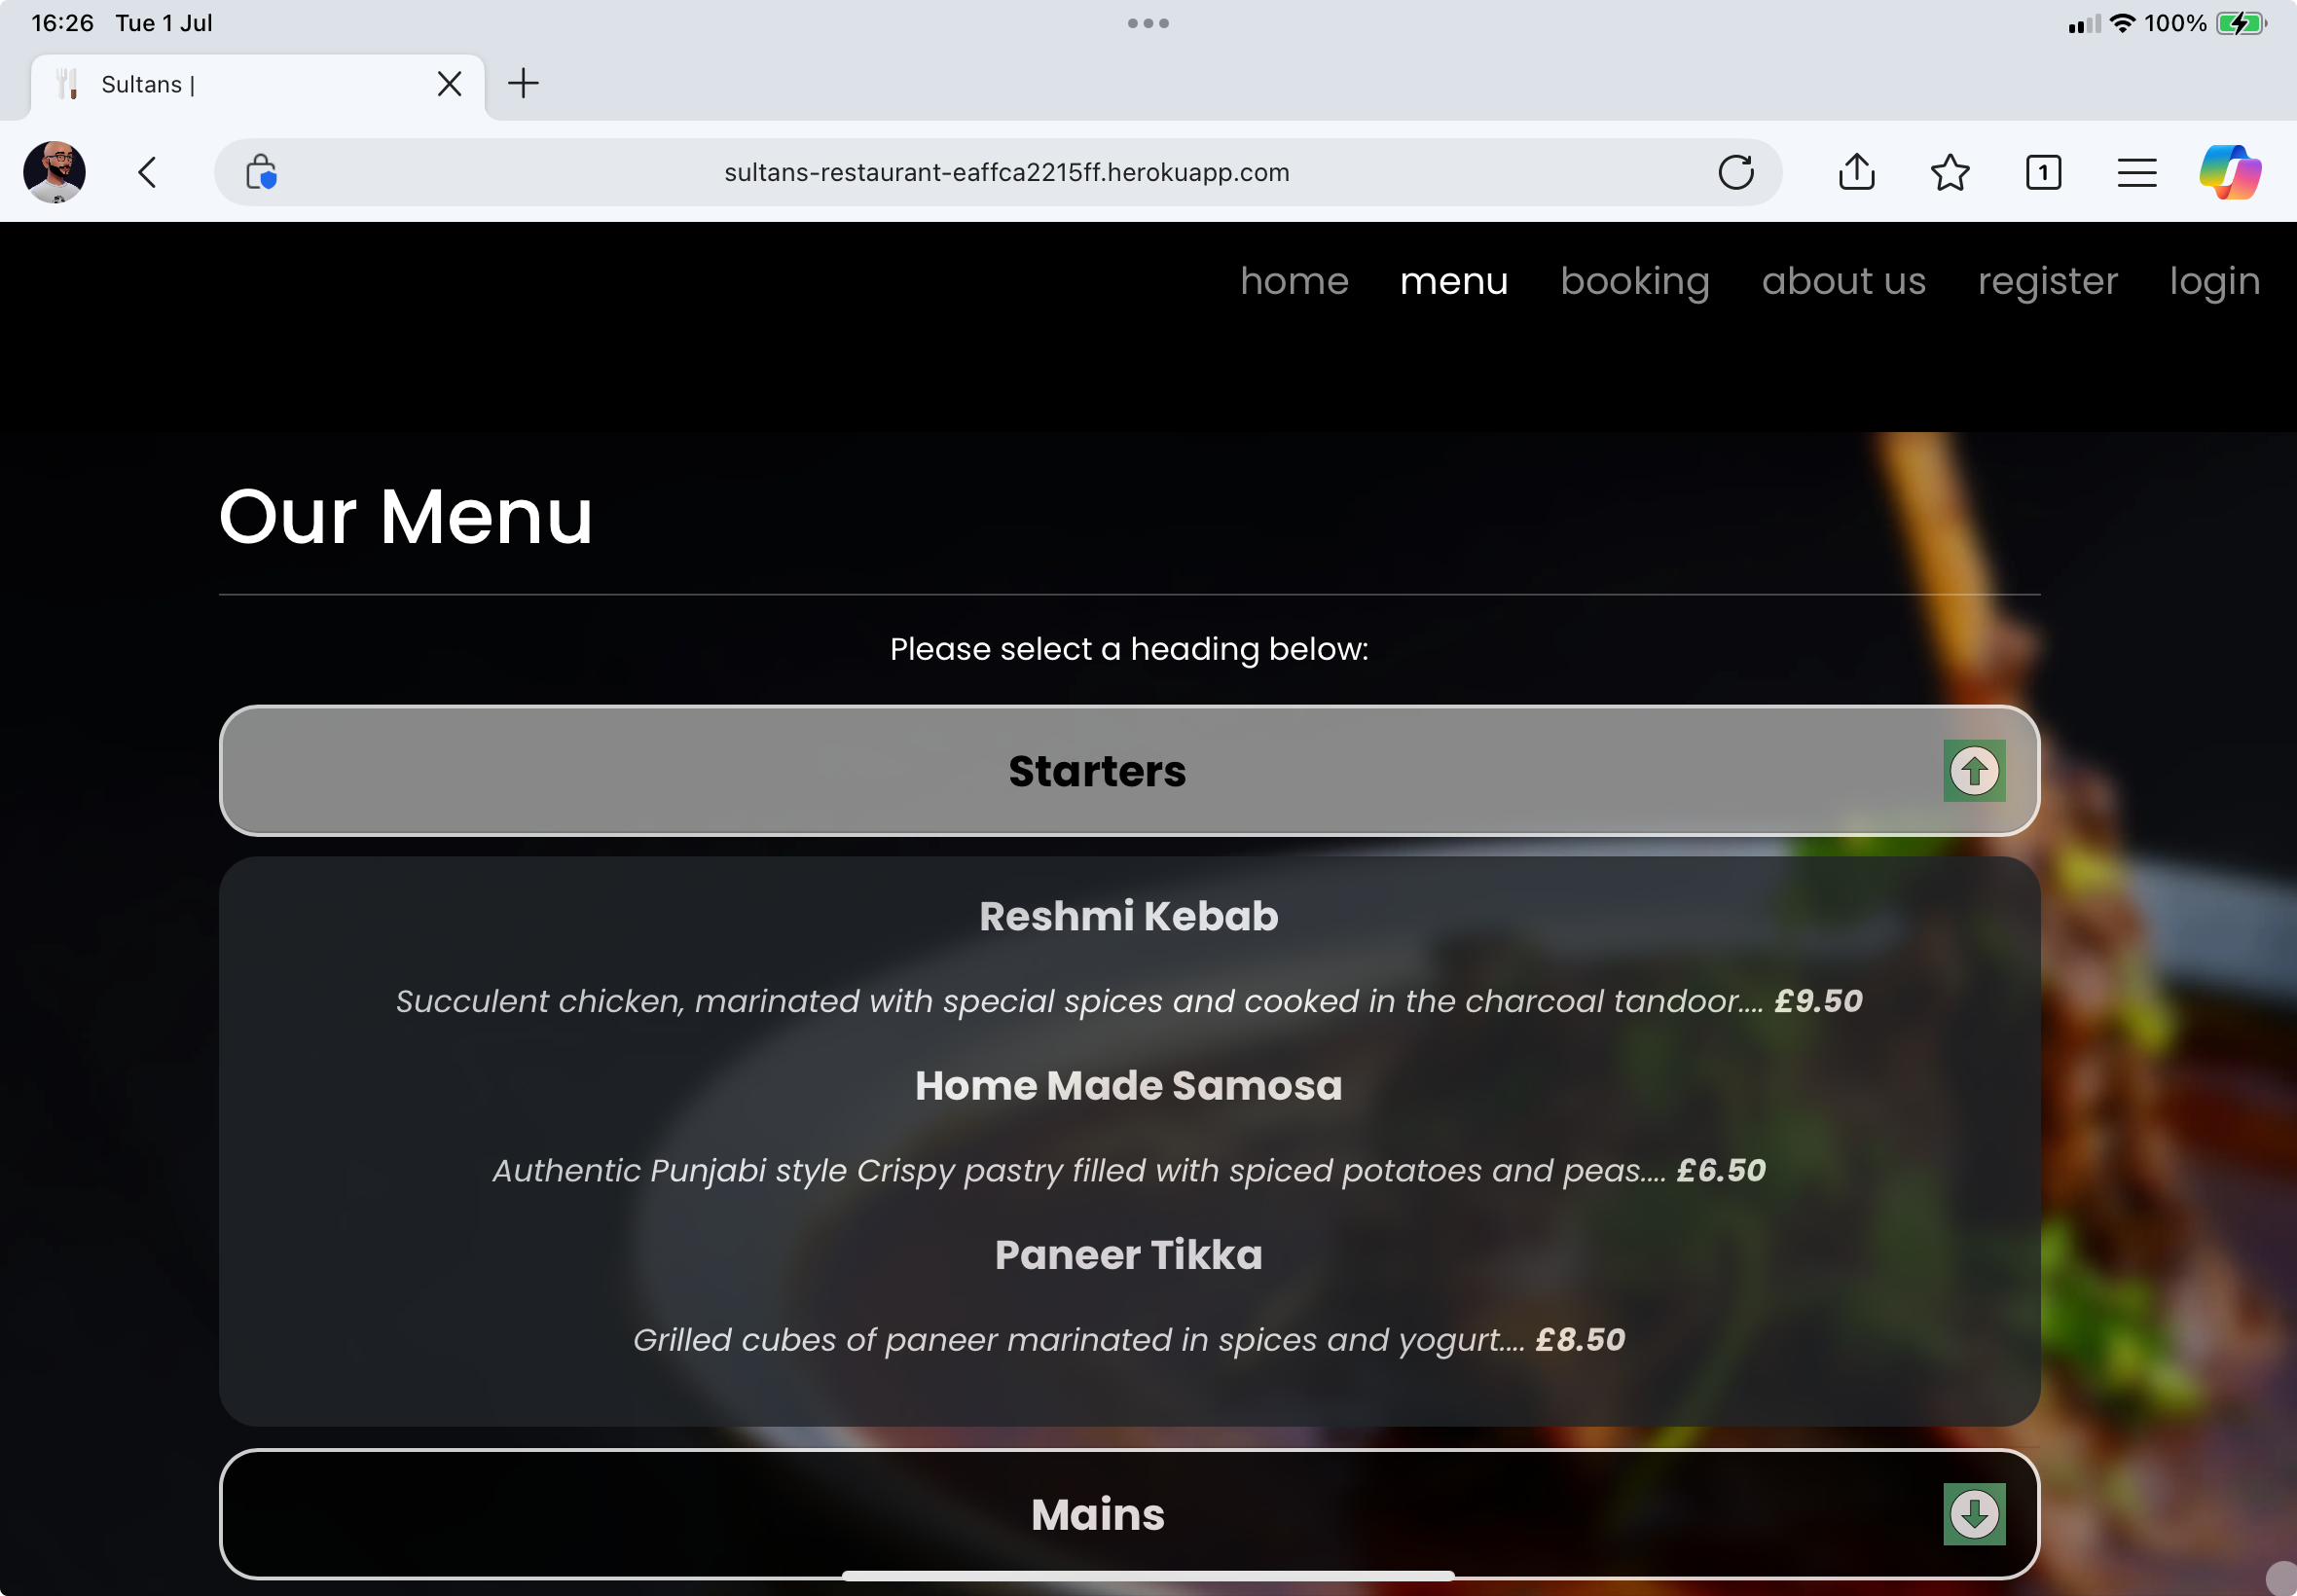 16:26 Tue 1 Jul
100%
Sultans |
sultans-restaurant-eaffca2215ff.herokuapp.com
1
home menu booking about us register login
Our Menu
Please select a heading below:
Starters
Reshmi Kebab
Succulent chicken, marinated with special spices and cooked in the charcoal tandoor.... £9.50
Home Made Samosa
Authentic Punjabi style Crispy pastry filled with spiced potatoes and peas.... £6.50
Paneer Tikka
Grilled cubes of paneer marinated in spices and yogurt.... £8.50
Mains